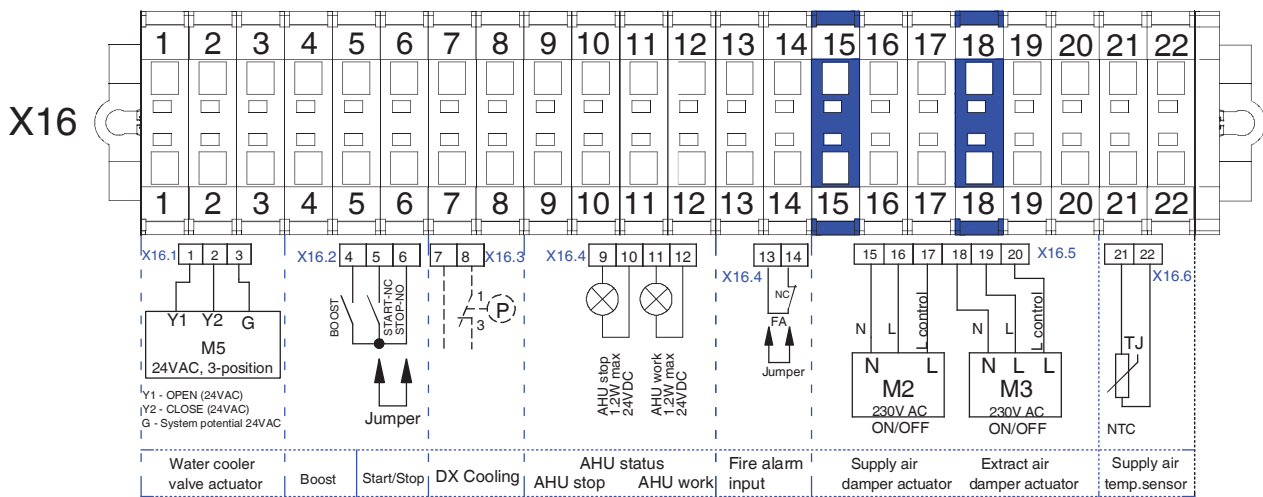 1 2 3 4 5 6 7 8 9 10 11 12 13 14 15 16 17 18 19 20 21 22
X16
1 2 3 4 5 6 7 8 9 10 11 12 13 14 15 16 17 18 19 20 21 22
X16.1 1 2 3
X16.2 4 5 6
7 8 X16.3
X16.4 9 10 11 12
13 14
X16.4
15 16 17 18 19 20 X16.5
21 22
X16.6
Y1 Y2 G
M5
24VAC, 3-position
Y1 - OPEN (24VAC)
Y2 - CLOSE (24VAC)
G - System potential 24VAC
BOOST
START-NC
STOP-NO
Jumper
1
P
3
AHU stop
1.2W max
24VDC
AHU work
1.2W max
24VDC
NC
FA
Jumper
N L L control
N L
M2
230V AC
ON/OFF
N L L control
N L L
M3
230V AC
ON/OFF
TJ
NTC
Water cooler
valve actuator
Boost
Start/Stop
DX Cooling
AHU status
AHU stop AHU work
Fire alarm
input
Supply air
damper actuator
Extract air
damper actuator
Supply air
temp.sensor